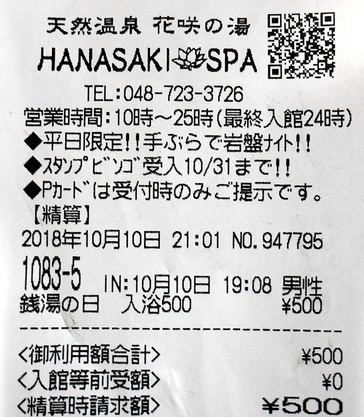 天然温泉 花咲の湯
HANASAKI SPA
TEL:048-723-3726
営業時間:10時～25時(最終入館24時)
◆平日限定!!手ぶらで岩盤ﾅｲﾄ!!
◆ｽﾀﾝﾌﾟﾋﾞﾝｺﾞ受入10/31まで!!
◆Pｶｰﾄﾞは受付時のみご提示です。
【精算】
2018年10月10日 21:01 NO.947795
1083-5 IN:10月10日 19:08 男性
銭湯の日 入浴500 ¥500
<御利用額合計> ¥500
<入館等前受額> ¥0
<精算時請求額> ¥500